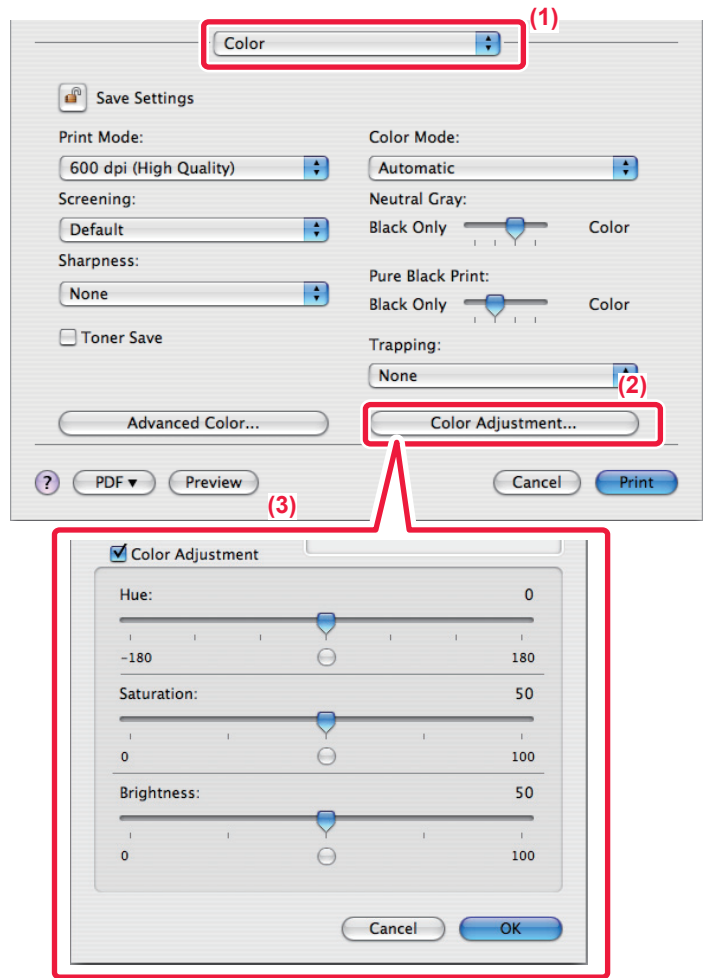 (1)
Color
Save Settings
Print Mode:
600 dpi (High Quality)
Screening:
Default
Sharpness:
None
Toner Save
Color Mode:
Automatic
Neutral Gray:
Black Only Color
Pure Black Print:
Black Only Color
Trapping:
None
(2)
Advanced Color... Color Adjustment...
? PDF▼ Preview Cancel Print
(3)
Color Adjustment
Hue: 0
-180 180
Saturation: 50
0 100
Brightness: 50
0 100
Cancel OK